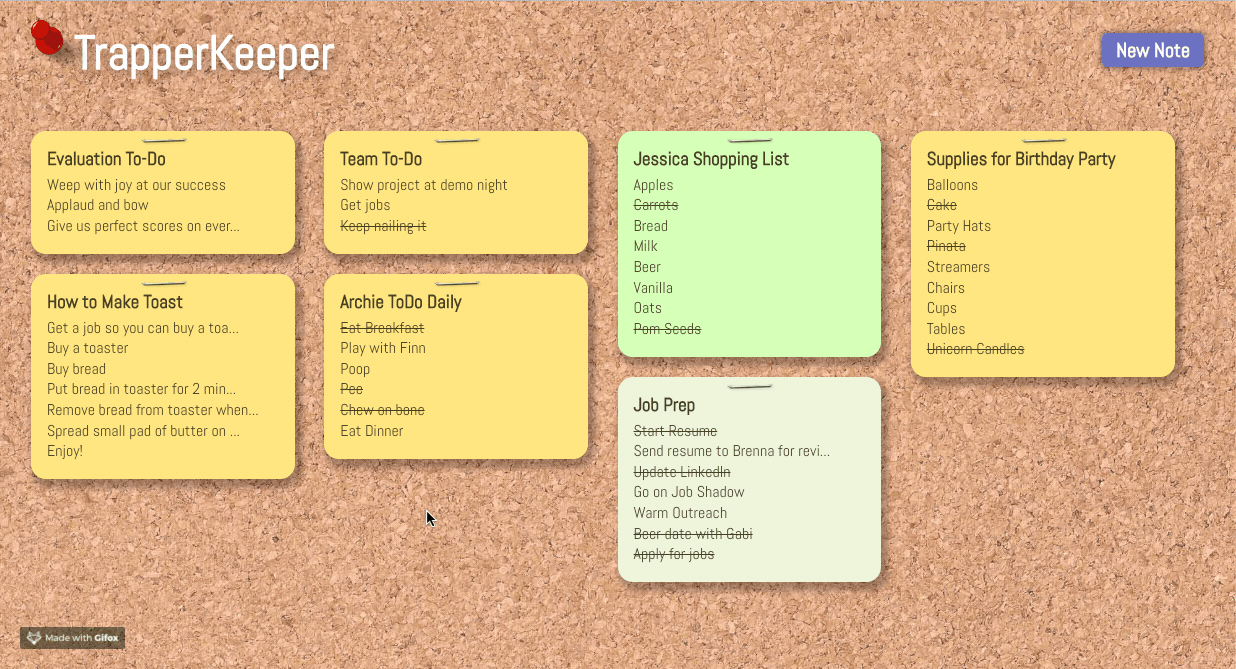 TrapperKeeper
New Note
Evaluation To-Do
Weep with joy at our success
Applaud and bow
Give us perfect scores on ever...
How to Make Toast
Get a job so you can buy a toa...
Buy a toaster
Buy bread
Put bread in toaster for 2 min...
Remove bread from toaster when...
Spread small pad of butter on ...
Enjoy!
Team To-Do
Show project at demo night
Get jobs
Keep nailing it
Archie ToDo Daily
Eat Breakfast
Play with Finn
Poop
Pee
Chew on bone
Eat Dinner
Jessica Shopping List
Apples
Carrots
Bread
Milk
Beer
Vanilla
Oats
Pom Seeds
Job Prep
Start Resume
Send resume to Brenna for revi...
Update LinkedIn
Go on Job Shadow
Warm Outreach
Beer date with Gabi
Apply for jobs
Supplies for Birthday Party
Balloons
Cake
Party Hats
Pinata
Streamers
Chairs
Cups
Tables
Unicorn Candles
Made with Gifox